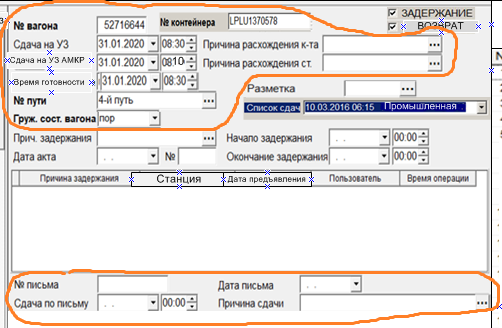 № вагона 52716644 № контейнера LPLU1370578 ЗАДЕРЖАНИЕ
ВОЗВРАТ
Сдача на УЗ 31.01.2020 08:30 Причина расхождения к-та ...
Сдача на УЗ АМКР 31.01.2020 0810 Причина расхождения ст. ...
Время готовности 31.01.2020 08:30 Разметка ...
№ пути 4-й путь ... Список сдач 10.03.2016 06:15 Промышленная
Груж. сост. вагона пор
Прич. задержания ... Начало задержания . . 00:00
Дата акта . . № Окончание задержания . . 00:00
Причина задержания Станция Дата предъявления Пользователь Время операции
№ письма Дата письма . .
Сдача по письму . . 00:00 Причина сдачи ...